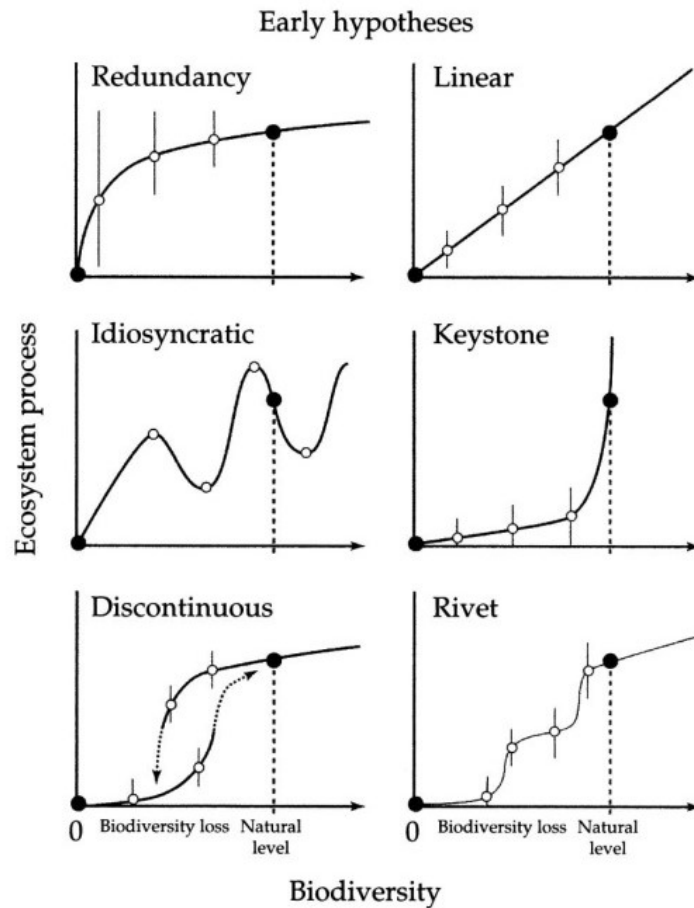 Early hypotheses
Redundancy
Linear
Idiosyncratic
Keystone
Ecosystem process
Discontinuous
Rivet
0
Biodiversity loss
Natural
level
0
Biodiversity loss
Natural
level
Biodiversity